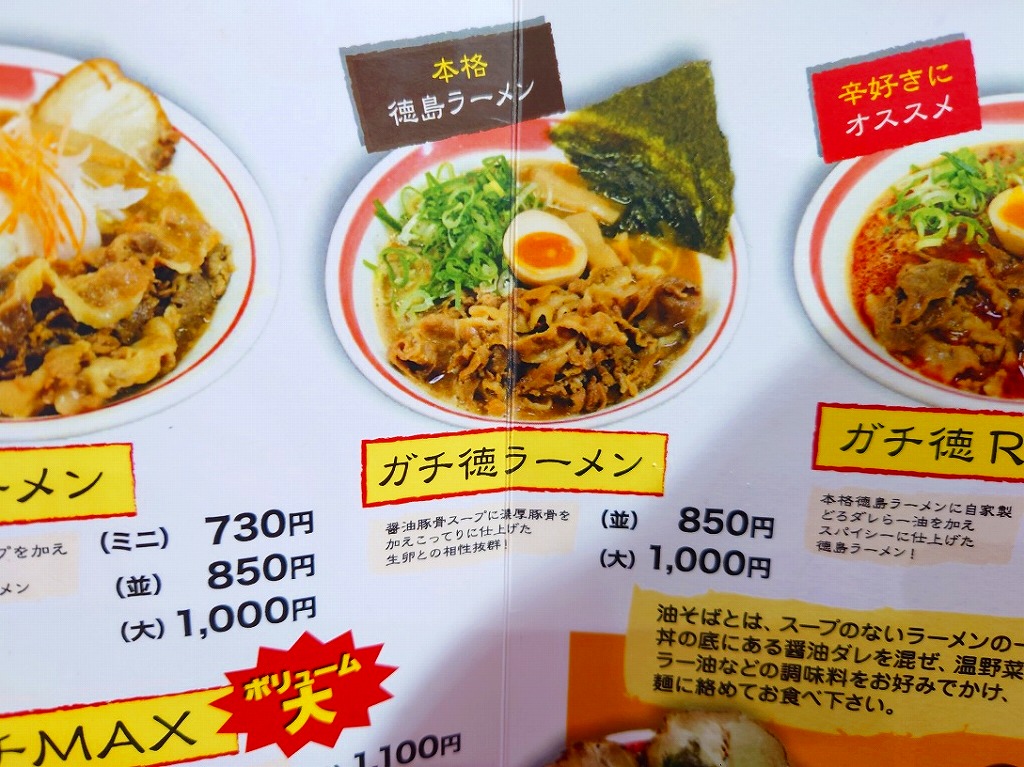 本格
徳島ラーメン
辛好きに
オススメ
ーメン
プを加え
メン
(ミニ) 730円
(並) 850円
(大) 1,000円
ガチ徳ラーメン
醤油豚骨スープに濃厚豚骨を
加えこってりに仕上げた
生卵との相性抜群!
(並) 850円
(大) 1,000円
ガチ徳 R
本格徳島ラーメンに自家製
どろダレらー油を加え
スパイシーに仕上げた
徳島ラーメン!
油そばとは、スープのないラーメンの一
丼の底にある醤油ダレを混ぜ、温野菜
ラー油などの調味料をお好みでかけ、
麺に絡めてお食べ下さい。
ボリューム
大
チMAX
1,100円